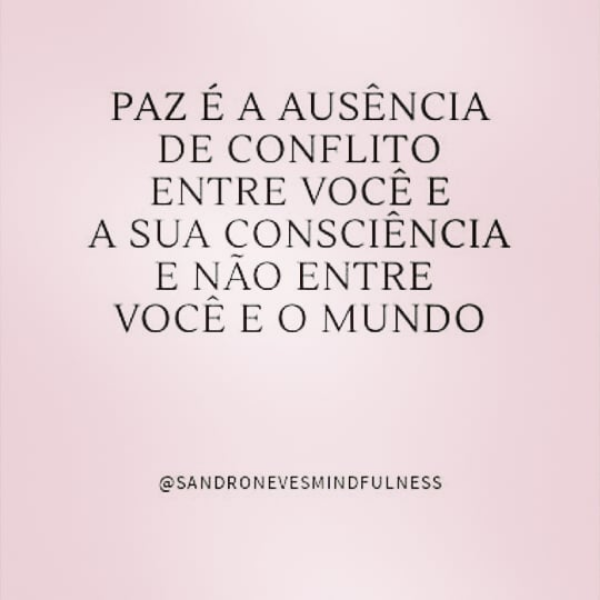 PAZ É A AUSÊNCIA
DE CONFLITO
ENTRE VOCÊ E
A SUA CONSCIÊNCIA
E NÃO ENTRE
VOCÊ E O MUNDO
@SANDRONEVESMINDFULNESS